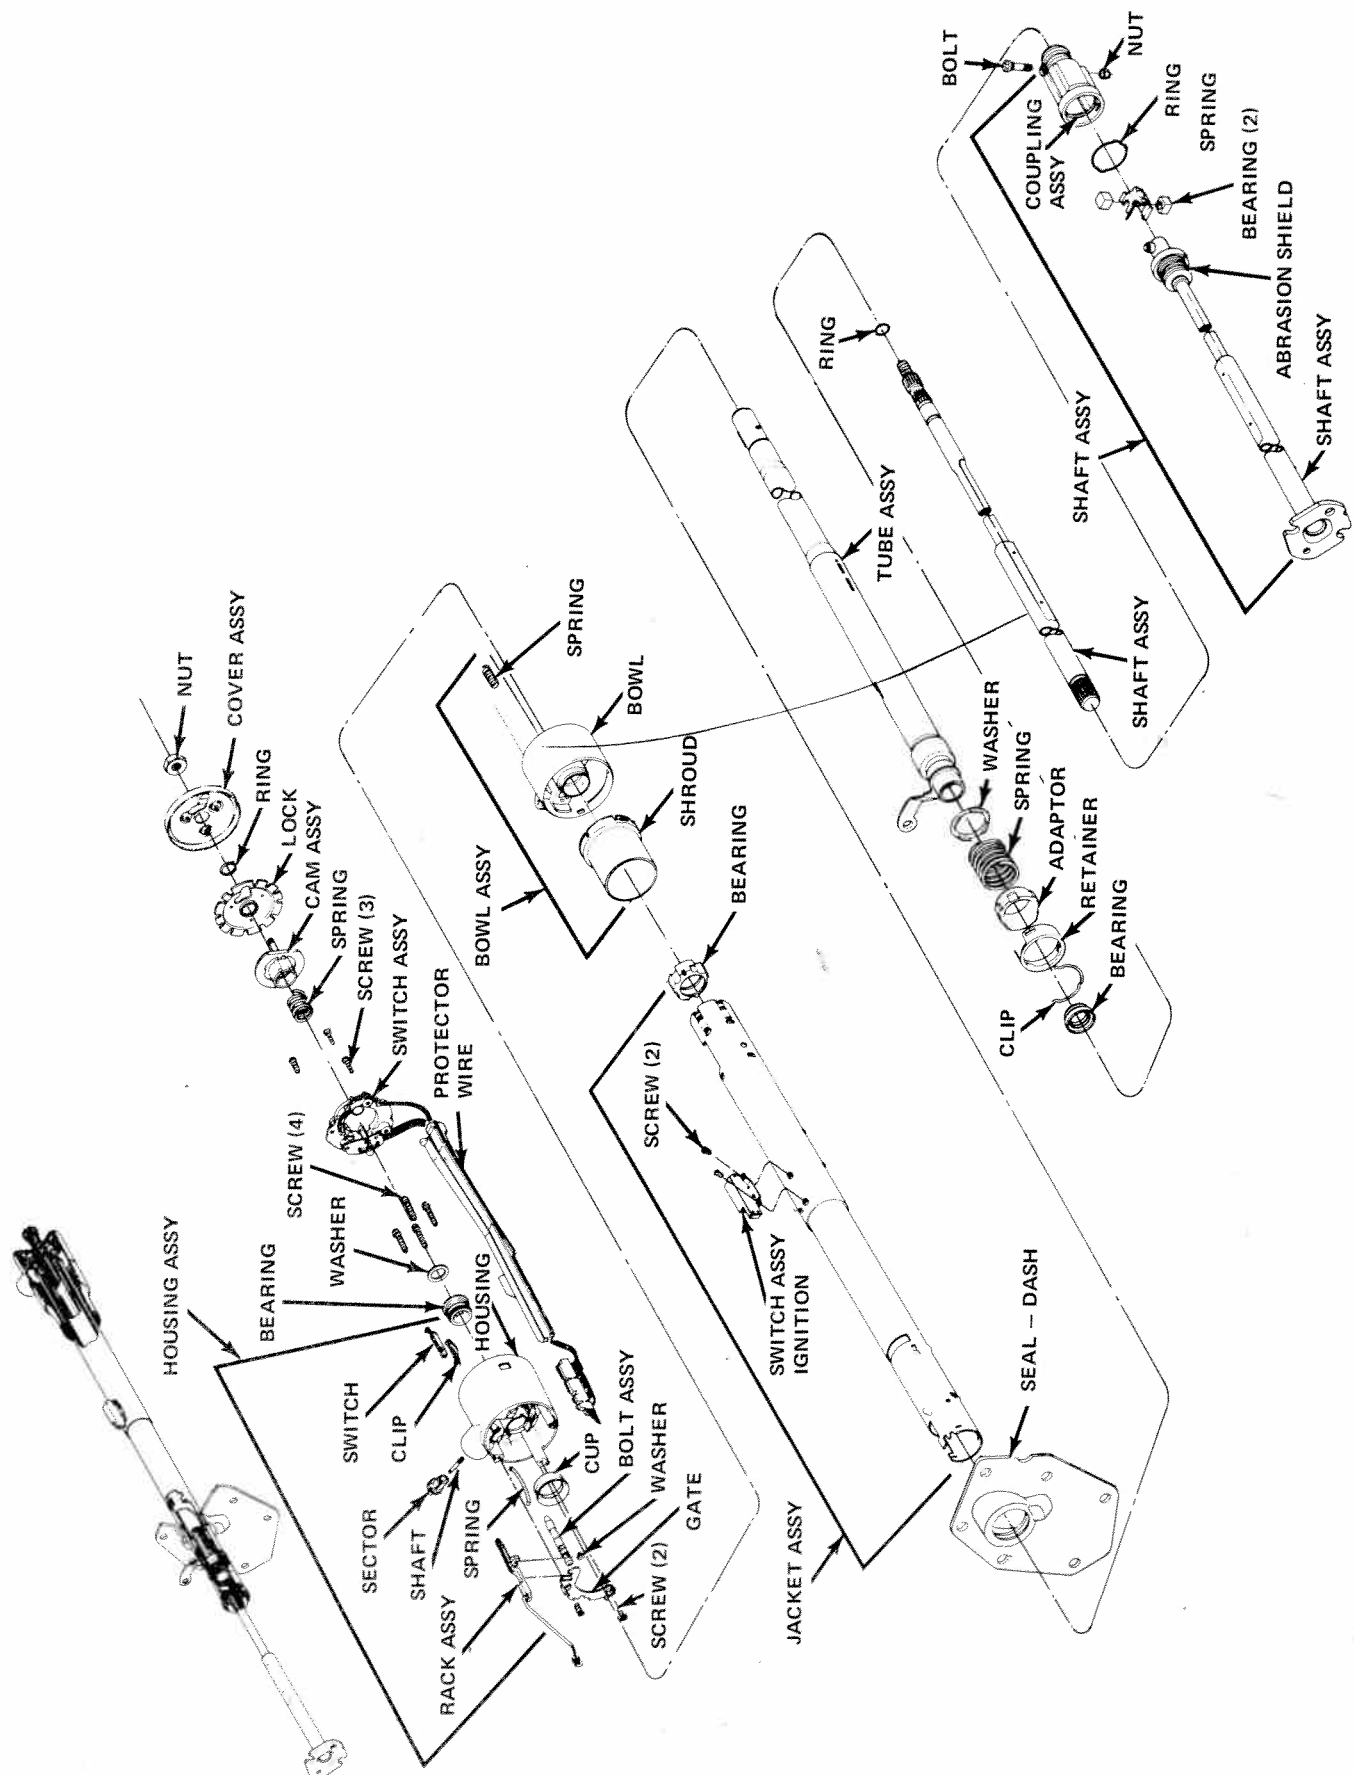 HOUSING ASSY
BEARING
WASHER
SCREW (4)
NUT
COVER ASSY
RING
LOCK
CAM ASSY
SPRING
SCREW (3)
SWITCH ASSY
PROTECTOR
WIRE
SWITCH
CLIP
HOUSING
SECTOR
SHAFT
SPRING
RACK ASSY
CUP
BOLT ASSY
WASHER
GATE
SCREW (2)
SPRING
BOWL
SHROUD
BOWL ASSY
BEARING
SCREW (2)
SWITCH ASSY
IGNITION
JACKET ASSY
SEAL – DASH
TUBE ASSY
WASHER
SPRING
ADAPTOR
RETAINER
BEARING
CLIP
RING
SHAFT ASSY
SHAFT ASSY
BOLT
NUT
COUPLING
ASSY
RING
SPRING
BEARING (2)
ABRASION SHIELD
SHAFT ASSY